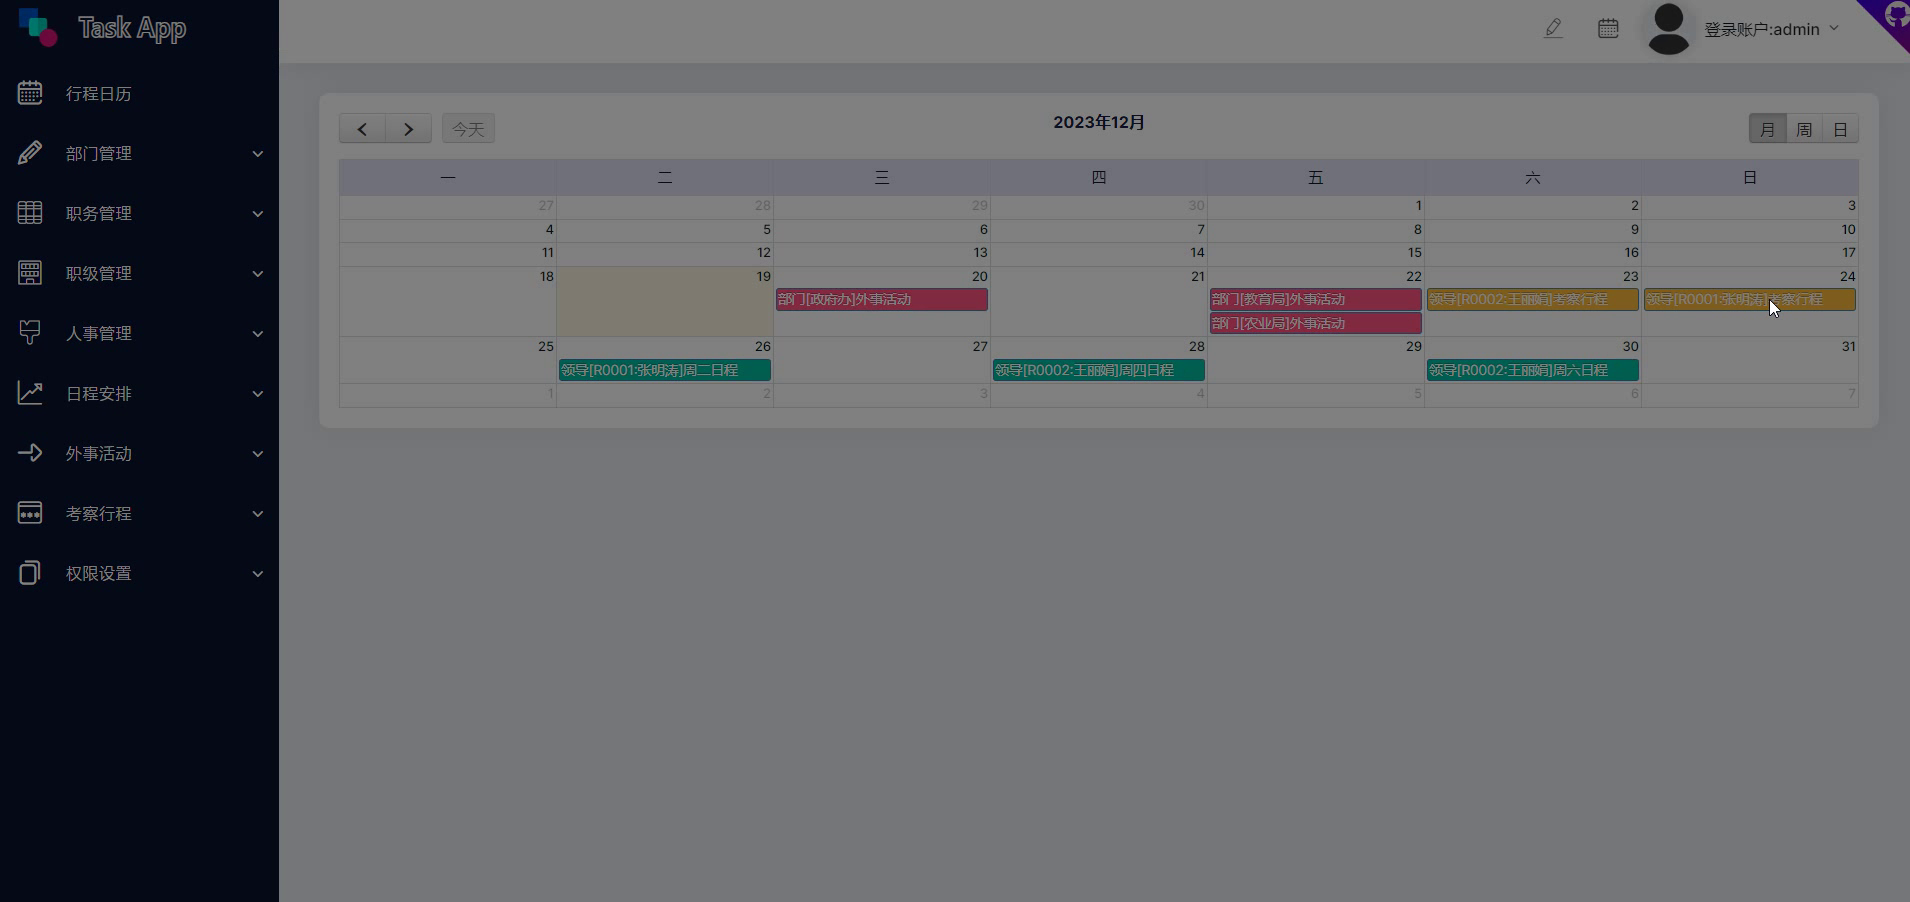 Task App
行程日历
部门管理
职务管理
职级管理
人事管理
日程安排
外事活动
考察行程
权限设置
登录账户:admin
今天
2023年12月
月 周 日
一 二 三 四 五 六 日
27 28 29 30 1 2 3
4 5 6 7 8 9 10
11 12 13 14 15 16 17
18 19 20 21 22 23 24
部门[政府办]外事活动 部门[教育局]外事活动 领导[R0002:王丽娟]考察行程 领导[R0001:张明涛]考察行程
部门[农业局]外事活动
25 26 27 28 29 30 31
领导[R0001:张明涛]周二日程 领导[R0002:王丽娟]周四日程 领导[R0002:王丽娟]周六日程
1 2 3 4 5 6 7